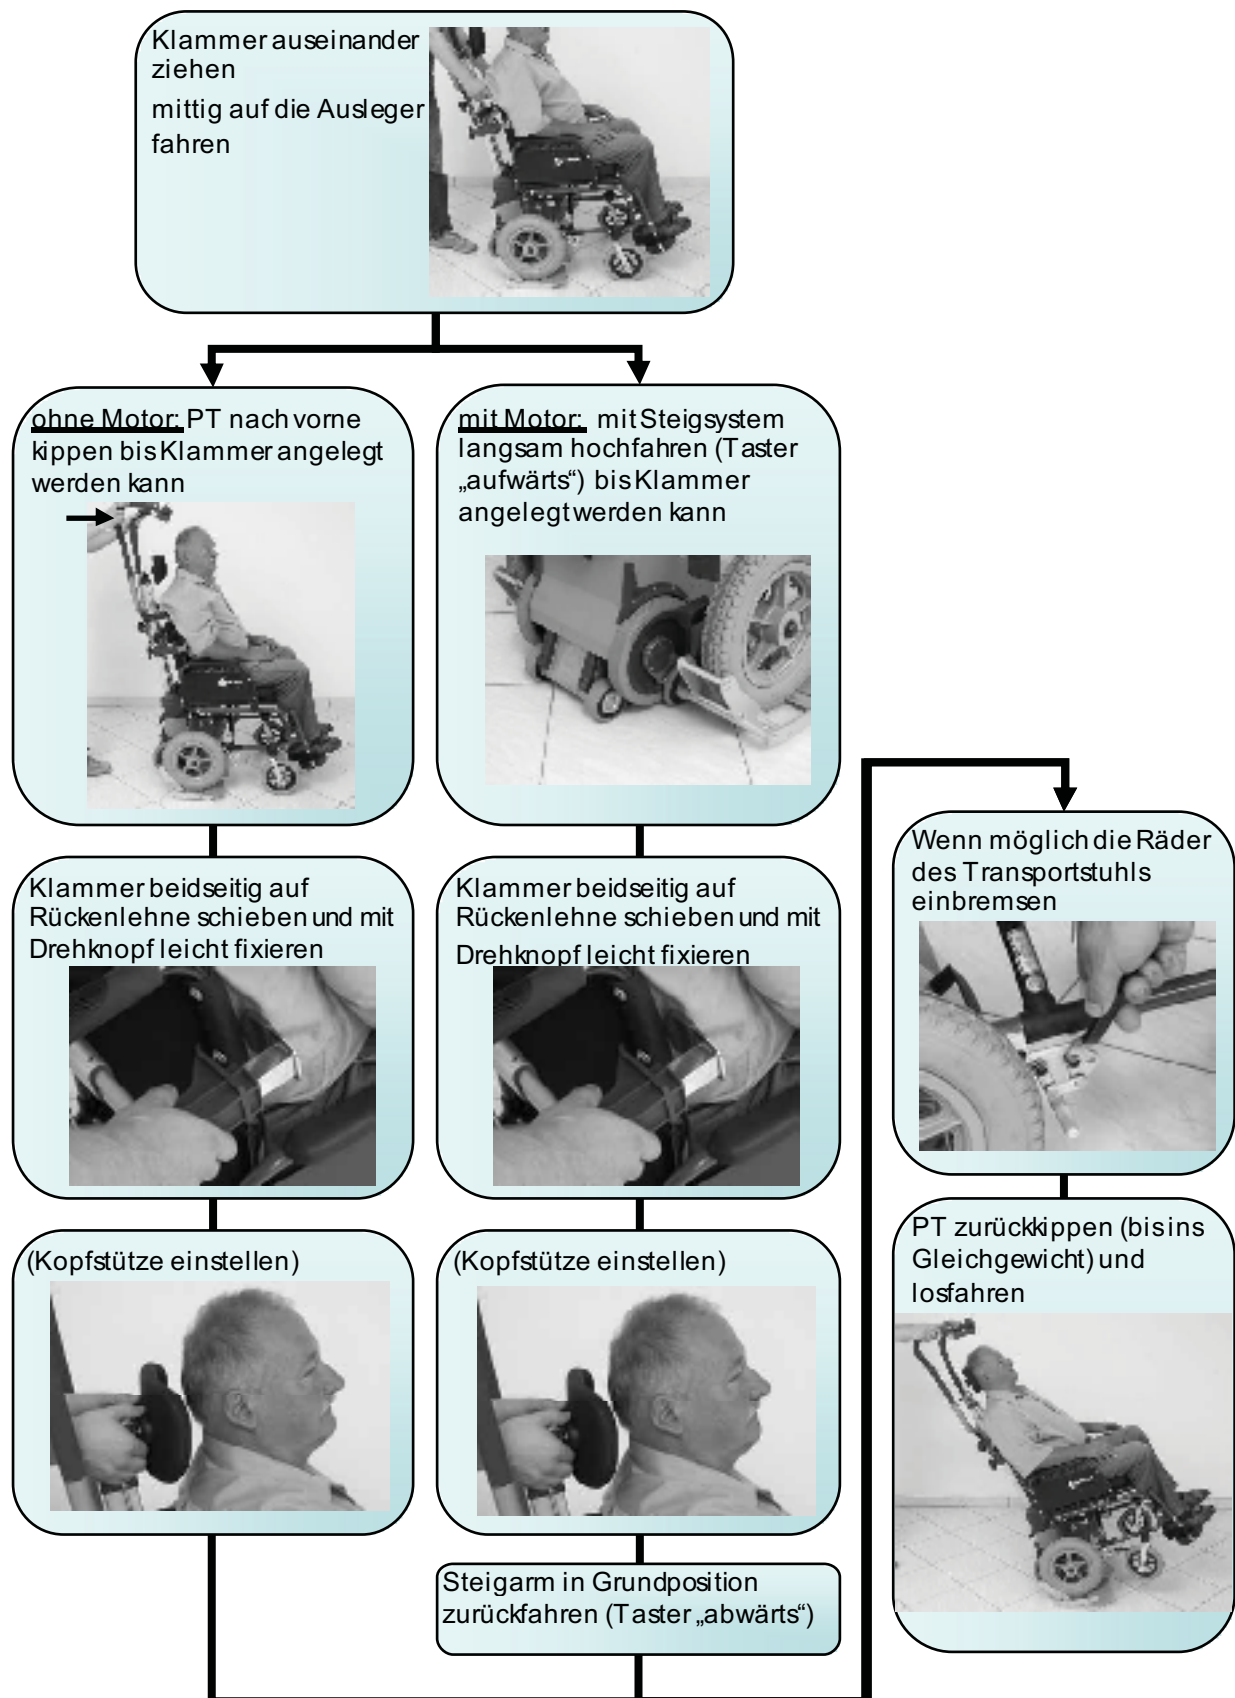 Klammer auseinander
ziehen
mittig auf die Ausleger
fahren
ohne Motor: PT nach vorne
kippen bis Klammer angelegt
werden kann
mit Motor: mit Steigsystem
langsam hochfahren (Taster
„aufwärts“) bis Klammer
angelegt werden kann
Klammer beidseitig auf
Rückenlehne schieben und mit
Drehknopf leicht fixieren
Klammer beidseitig auf
Rückenlehne schieben und mit
Drehknopf leicht fixieren
(Kopfstütze einstellen)
(Kopfstütze einstellen)
Steigarm in Grundposition
zurückfahren (Taster „abwärts“)
Wenn möglich die Räder
des Transportstuhls
einbremsen
PT zurückkippen (bis ins
Gleichgewicht) und
losfahren